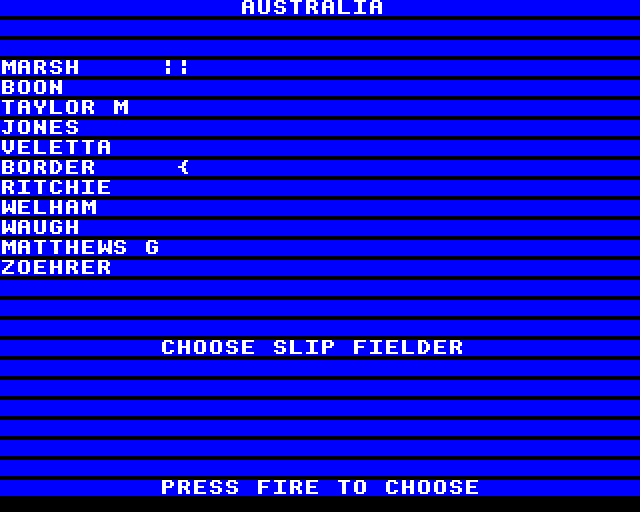 AUSTRALIA
MARSH ¦¦
BOON
TAYLOR M
JONES
VELETTA
BORDER {
RITCHIE
WELHAM
WAUGH
MATTHEWS G
ZOEHRER
CHOOSE SLIP FIELDER
PRESS FIRE TO CHOOSE